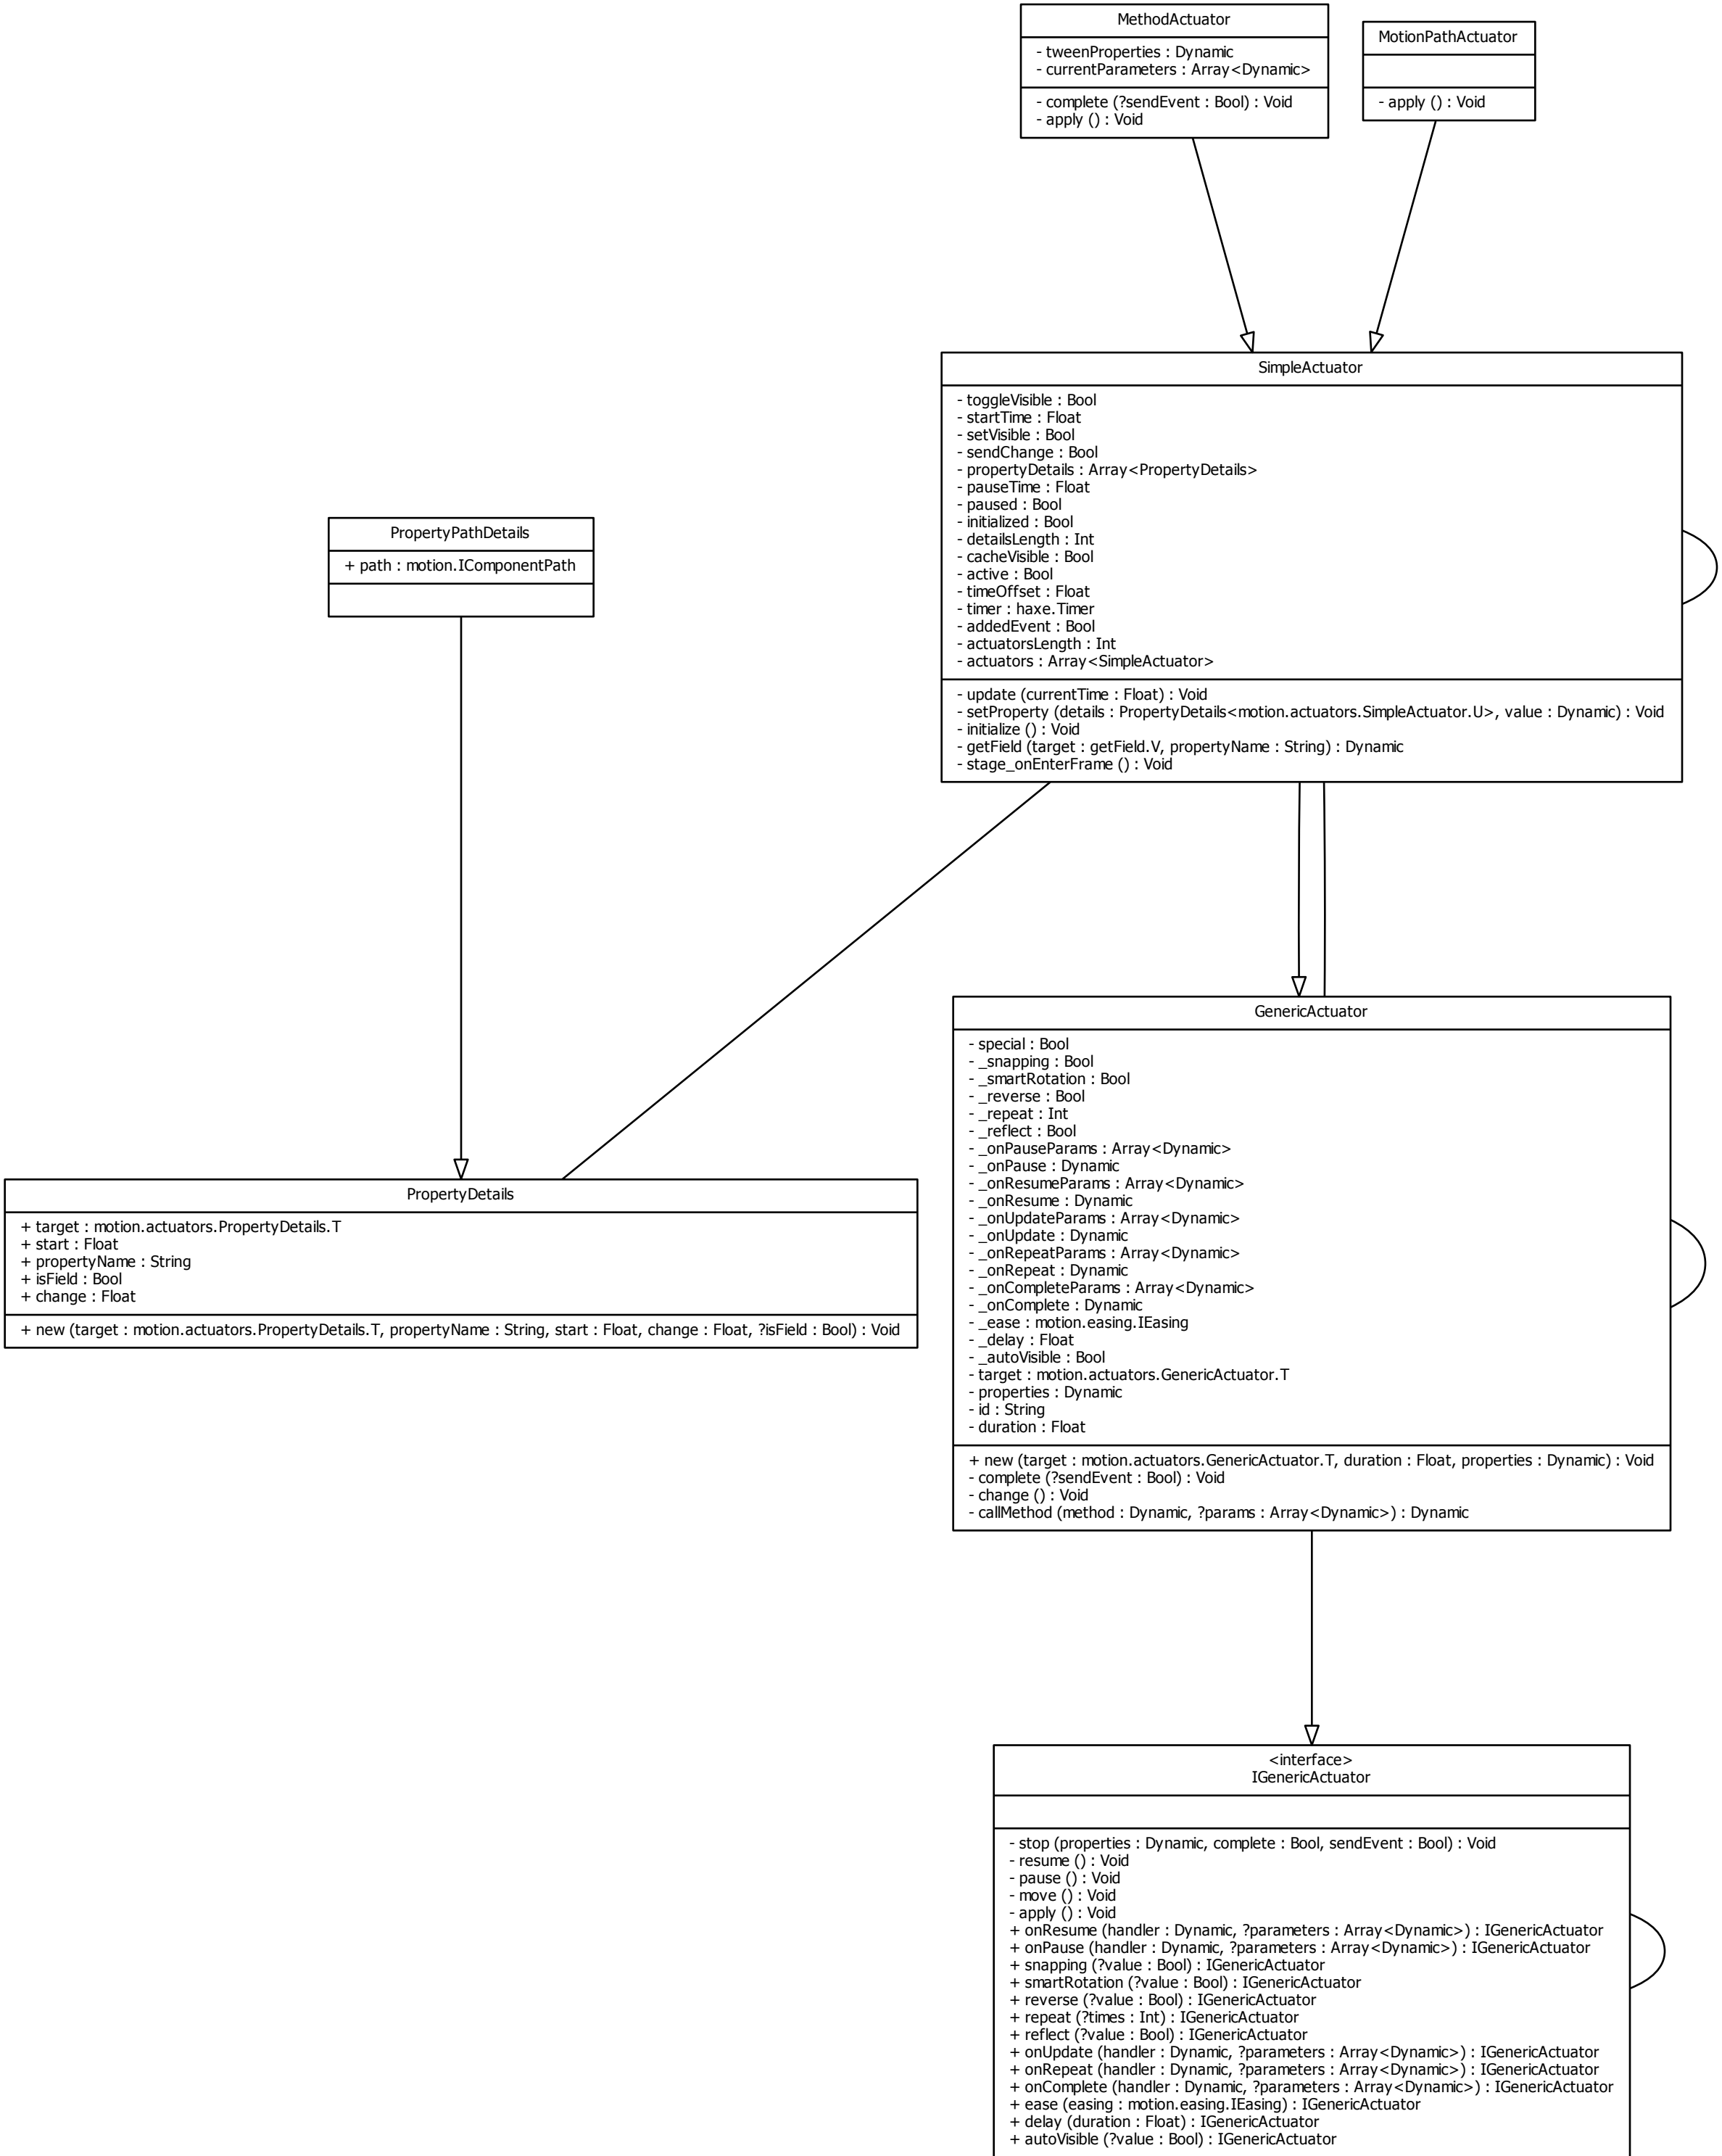 MethodActuator
- tweenProperties : Dynamic
- currentParameters : Array<Dynamic>
- complete (?sendEvent : Bool) : Void
- apply () : Void
MotionPathActuator
- apply () : Void
SimpleActuator
- toggleVisible : Bool
- startTime : Float
- setVisible : Bool
- sendChange : Bool
- propertyDetails : Array<PropertyDetails>
- pauseTime : Float
- paused : Bool
- initialized : Bool
- detailsLength : Int
- cacheVisible : Bool
- active : Bool
- timeOffset : Float
- timer : haxe.Timer
- addedEvent : Bool
- actuatorsLength : Int
- actuators : Array<SimpleActuator>
- update (currentTime : Float) : Void
- setProperty (details : PropertyDetails<motion.actuators.SimpleActuator.U>, value : Dynamic) : Void
- initialize () : Void
- getField (target : getField.V, propertyName : String) : Dynamic
- stage_onEnterFrame () : Void
PropertyPathDetails
+ path : motion.IComponentPath
PropertyDetails
+ target : motion.actuators.PropertyDetails.T
+ start : Float
+ propertyName : String
+ isField : Bool
+ change : Float
+ new (target : motion.actuators.PropertyDetails.T, propertyName : String, start : Float, change : Float, ?isField : Bool) : Void
GenericActuator
- special : Bool
- _snapping : Bool
- _smartRotation : Bool
- _reverse : Bool
- _repeat : Int
- _reflect : Bool
- _onPauseParams : Array<Dynamic>
- _onPause : Dynamic
- _onResumeParams : Array<Dynamic>
- _onResume : Dynamic
- _onUpdateParams : Array<Dynamic>
- _onUpdate : Dynamic
- _onRepeatParams : Array<Dynamic>
- _onRepeat : Dynamic
- _onCompleteParams : Array<Dynamic>
- _onComplete : Dynamic
- _ease : motion.easing.IEasing
- _delay : Float
- _autoVisible : Bool
- target : motion.actuators.GenericActuator.T
- properties : Dynamic
- id : String
- duration : Float
+ new (target : motion.actuators.GenericActuator.T, duration : Float, properties : Dynamic) : Void
- complete (?sendEvent : Bool) : Void
- change () : Void
- callMethod (method : Dynamic, ?params : Array<Dynamic>) : Dynamic
<interface>
IGenericActuator
- stop (properties : Dynamic, complete : Bool, sendEvent : Bool) : Void
- resume () : Void
- pause () : Void
- move () : Void
- apply () : Void
+ onResume (handler : Dynamic, ?parameters : Array<Dynamic>) : IGenericActuator
+ onPause (handler : Dynamic, ?parameters : Array<Dynamic>) : IGenericActuator
+ snapping (?value : Bool) : IGenericActuator
+ smartRotation (?value : Bool) : IGenericActuator
+ reverse (?value : Bool) : IGenericActuator
+ repeat (?times : Int) : IGenericActuator
+ reflect (?value : Bool) : IGenericActuator
+ onUpdate (handler : Dynamic, ?parameters : Array<Dynamic>) : IGenericActuator
+ onRepeat (handler : Dynamic, ?parameters : Array<Dynamic>) : IGenericActuator
+ onComplete (handler : Dynamic, ?parameters : Array<Dynamic>) : IGenericActuator
+ ease (easing : motion.easing.IEasing) : IGenericActuator
+ delay (duration : Float) : IGenericActuator
+ autoVisible (?value : Bool) : IGenericActuator